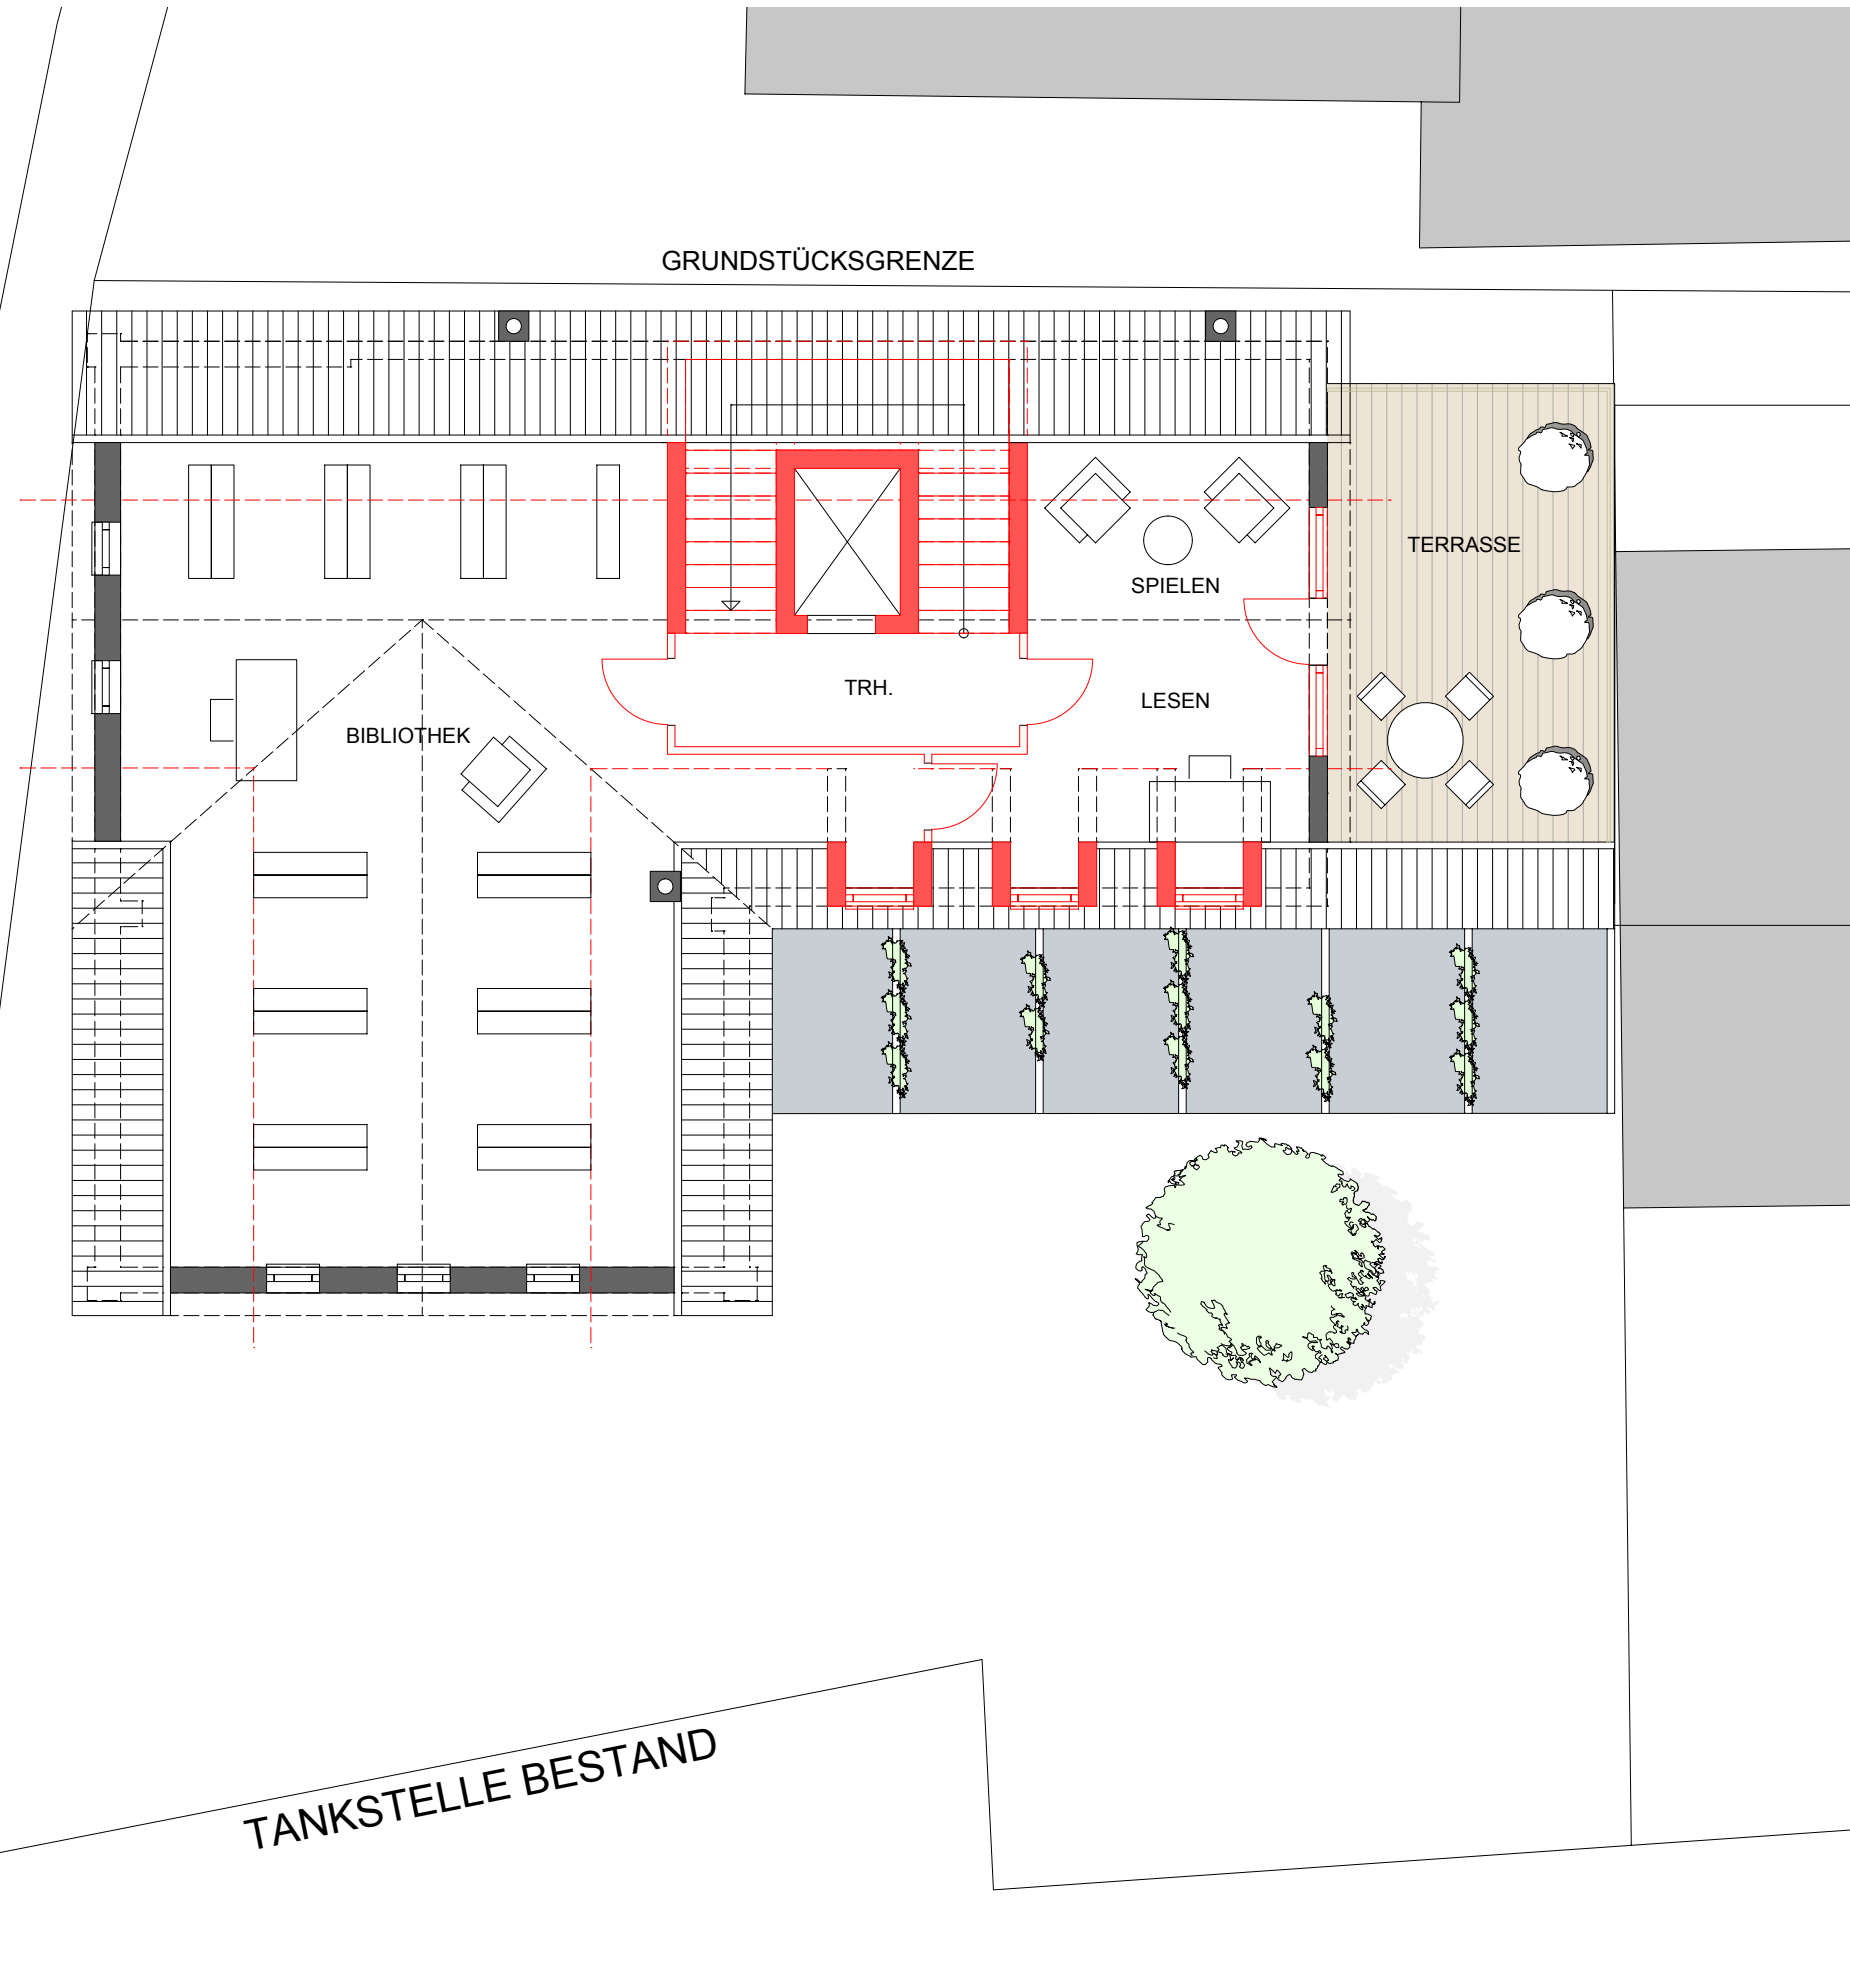 GRUNDSTÜCKSGRENZE
TERRASSE
SPIELEN
TRH.
LESEN
BIBLIOTHEK
TANKSTELLE BESTAND